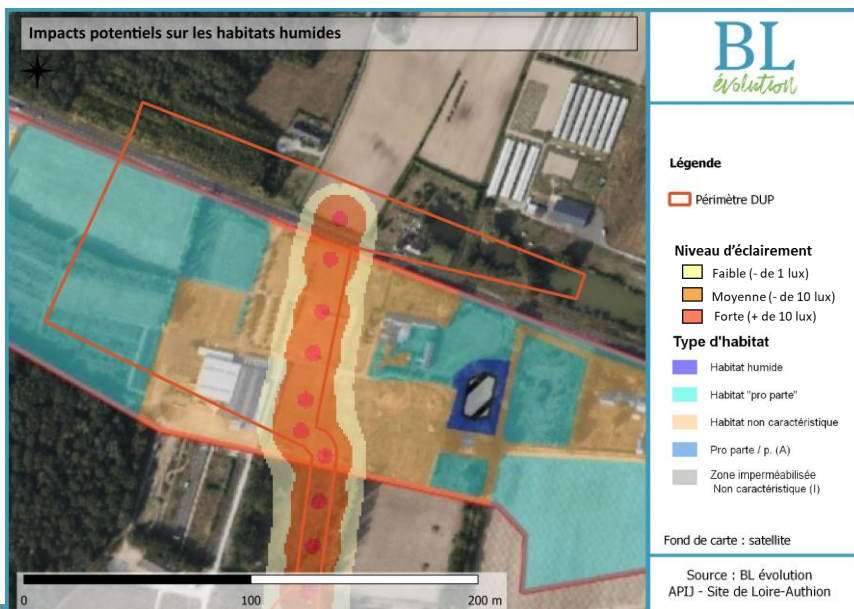 Impacts potentiels sur les habitats humides
BL
évolution
Légende
Périmètre DUP
Niveau d'éclairement
Faible (- de 1 lux)
Moyenne (- de 10 lux)
Forte (+ de 10 lux)
Type d'habitat
Habitat humide
Habitat "pro parte"
Habitat non caractéristique
Pro parte / p. (A)
Zone imperméabilisée
Non caractéristique (I)
Fond de carte : satellite
Source : BL évolution
APIJ - Site de Loire-Authion
0 100 200 m